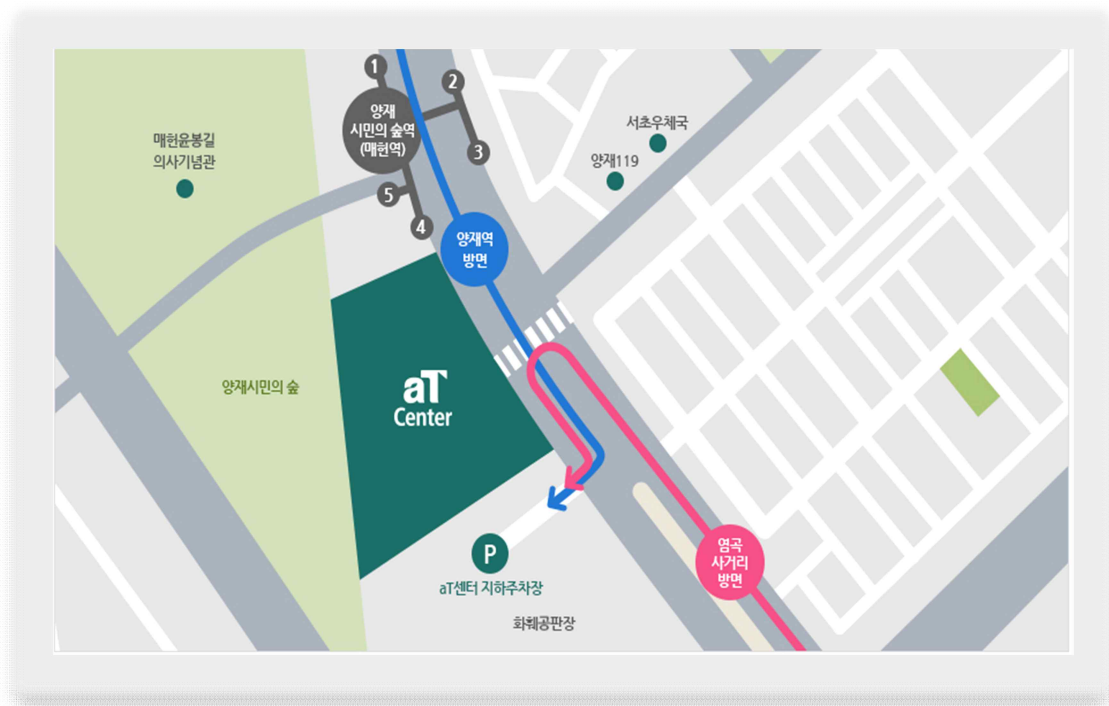 1
2
양재
시민의 숲역
(매헌역)
3
5
4
매헌윤봉길
의사기념관
서초우체국
양재119
양재역
방면
양재시민의 숲
aT
Center
P
aT센터 지하주차장
화훼공판장
염곡
사거리
방면